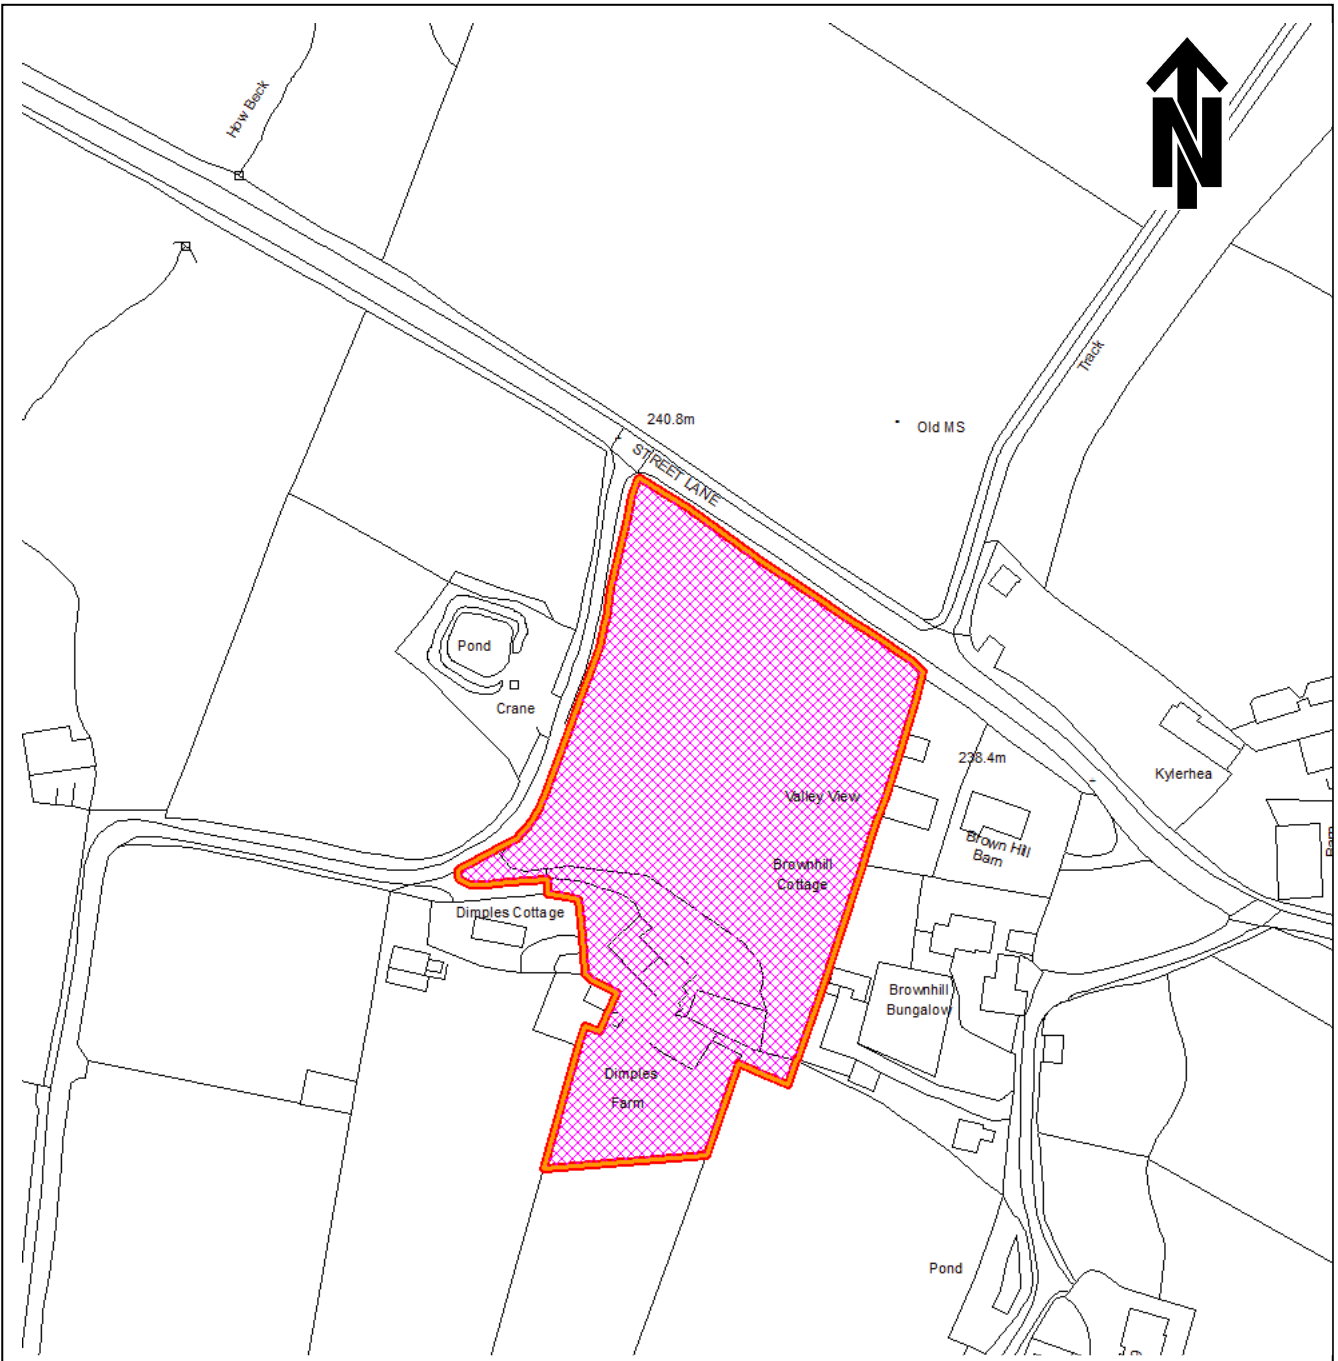 N
How Beck
Track
240.8m
Old MS
STREET LANE
Pond
Crane
238.4m
Kylerhea
Valley View
Brown Hill
Barn
Barn
Brownhill
Cottage
Dimples Cottage
Brownhill
Bungalow
Dimples
Farm
Pond